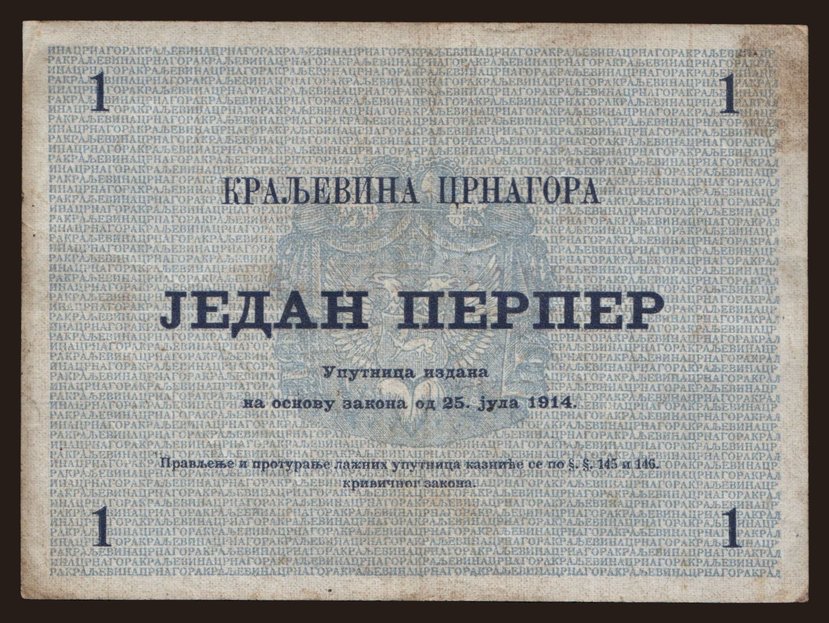 1 1
КРАЉЕВИНА ЦРНАГОРА
ЈЕДАН ПЕРПЕР
Упутница издана
на основу закона од 25. јула 1914.
Прављење и протурање лажних упутница казниће се по §. §. 145 и 146.
кривичног закона.
1 1